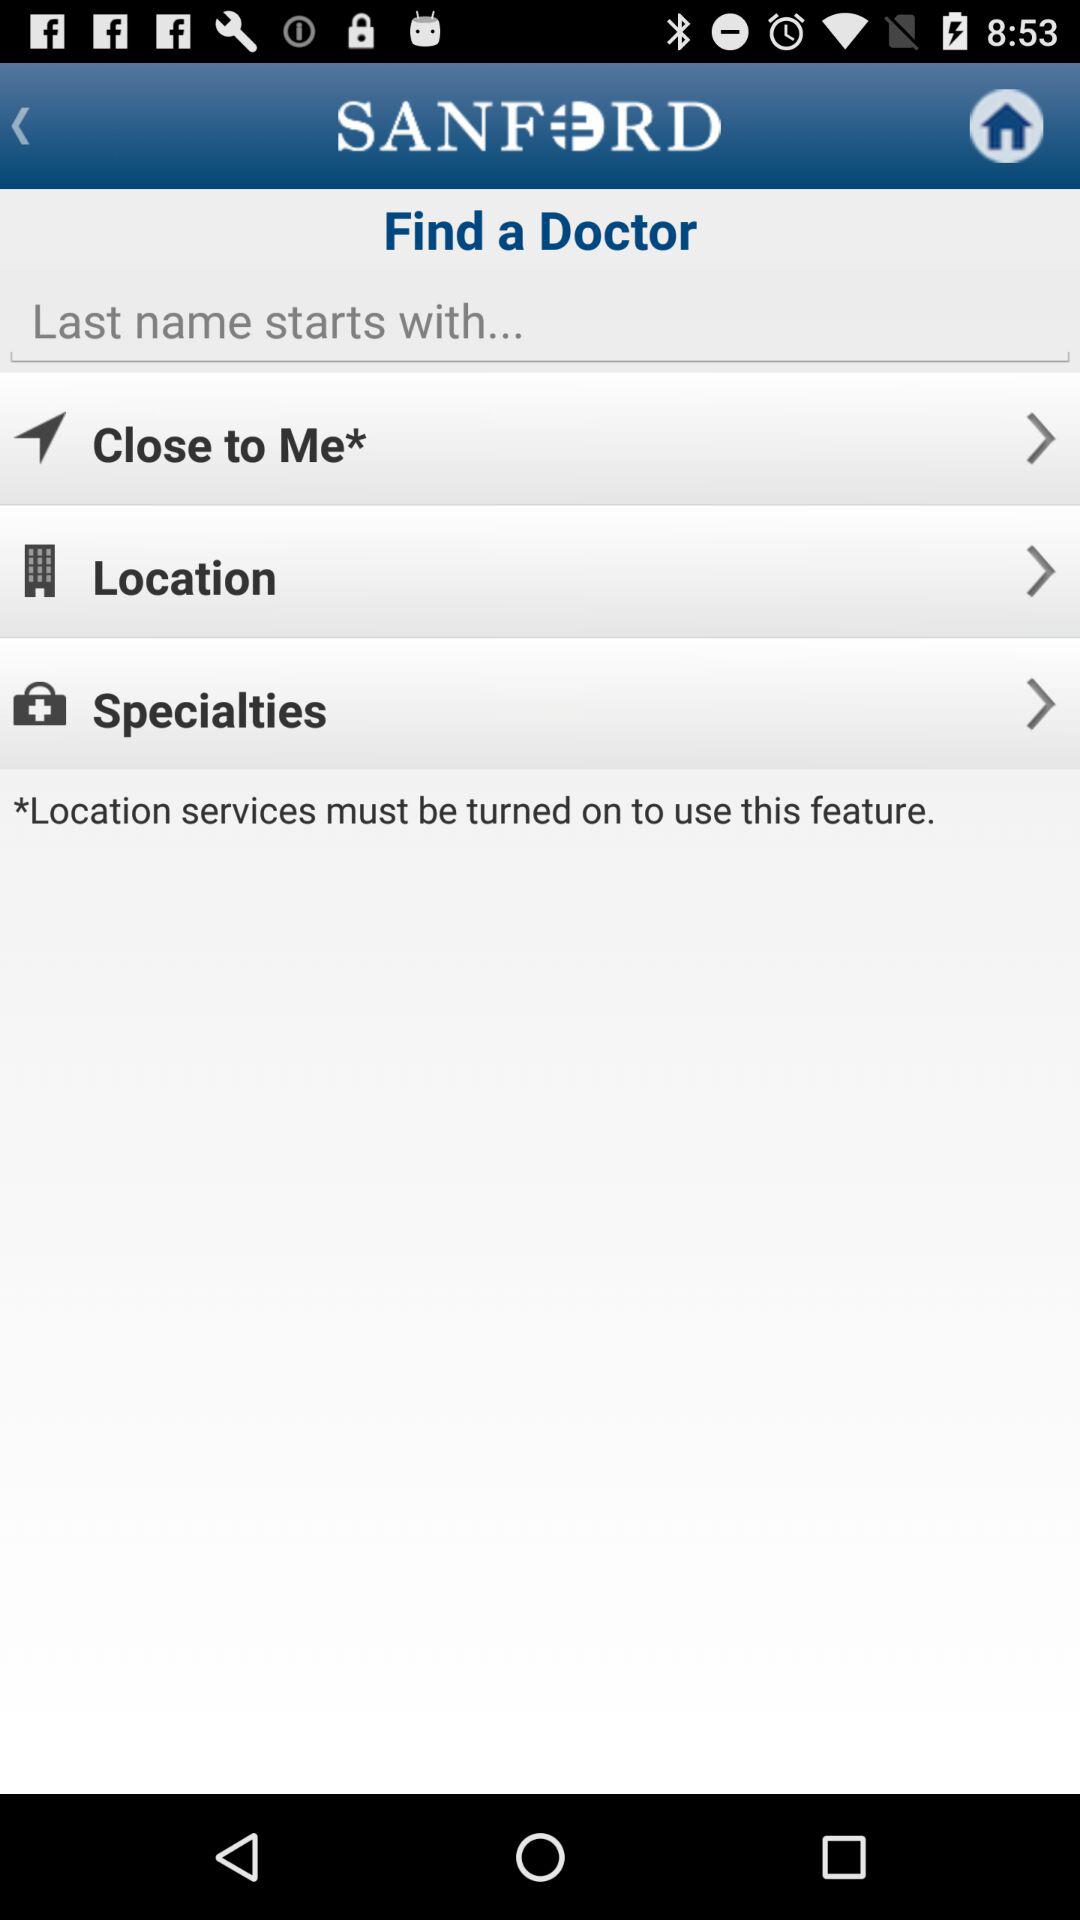 8:53
SANFORD
Find a Doctor
Last name starts with...
Close to Me*
Location
Specialties
*Location services must be turned on to use this feature.